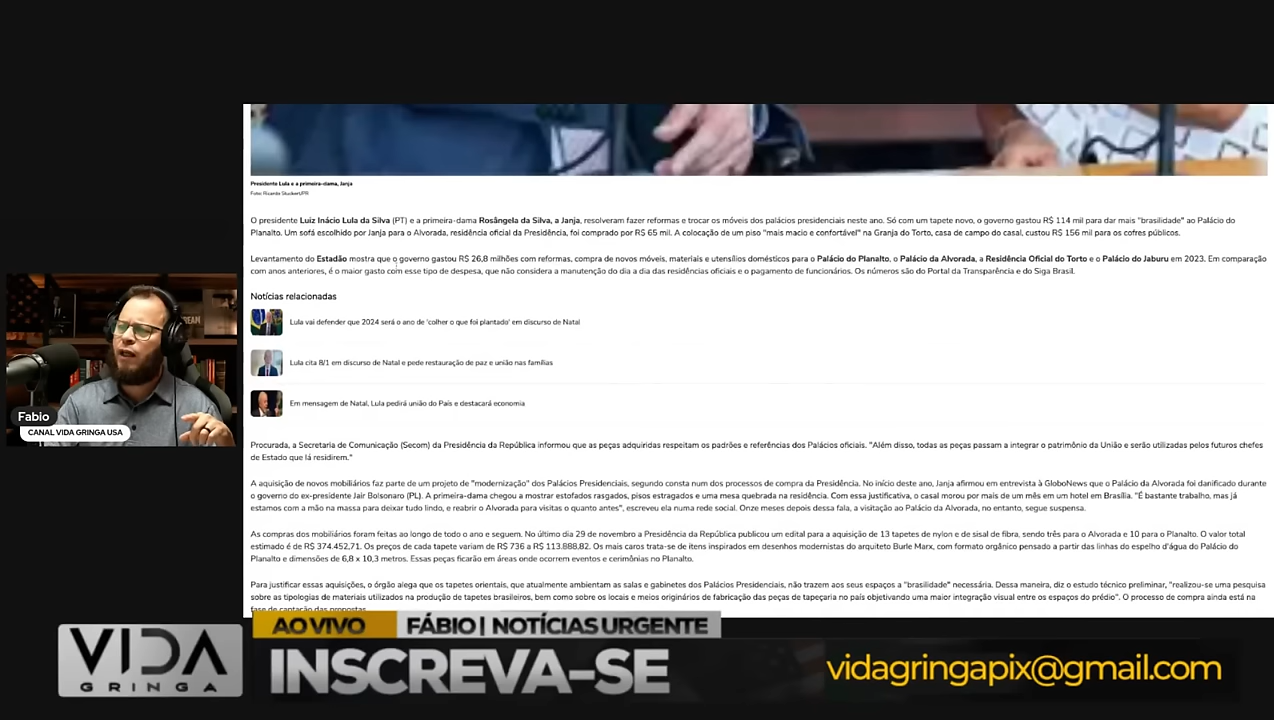 Presidente Lula e a primeira-dama, Janja
Foto: Ricardo Stuckert/PR
O presidente Luiz Inácio Lula da Silva (PT) e a primeira-dama Rosângela da Silva, a Janja, resolveram fazer reformas e trocar os móveis dos palácios presidenciais neste ano. Só com um tapete novo, o governo gastou R$ 114 mil para dar mais "brasilidade" ao Palácio do
Planalto. Um sofá escolhido por Janja para o Alvorada, residência oficial da Presidência, foi comprado por R$ 65 mil. A colocação de um piso "mais macio e confortável" na Granja do Torto, casa de campo do casal, custou R$ 156 mil para os cofres públicos.
Levantamento do Estadão mostra que o governo gastou R$ 26,8 milhões com reformas, compra de novos móveis, materiais e utensílios domésticos para o Palácio do Planalto, o Palácio da Alvorada, a Residência Oficial do Torto e o Palácio do Jaburu em 2023. Em comparação
com anos anteriores, é o maior gasto com esse tipo de despesa, que não considera a manutenção do dia a dia das residências oficiais e o pagamento de funcionários. Os números são do Portal da Transparência e do Siga Brasil.
Notícias relacionadas
Lula vai defender que 2024 será o ano de 'colher o que foi plantado' em discurso de Natal
Lula cita 8/1 em discurso de Natal e pede restauração de paz e união nas famílias
Em mensagem de Natal, Lula pedirá união do País e destacará economia
Procurada, a Secretaria de Comunicação (Secom) da Presidência da República informou que as peças adquiridas respeitam os padrões e referências dos Palácios oficiais. "Além disso, todas as peças passam a integrar o patrimônio da União e serão utilizadas pelos futuros chefes
de Estado que lá residirem."
A aquisição de novos mobiliários faz parte de um projeto de "modernização" dos Palácios Presidenciais, segundo consta num dos processos de compra da Presidência. No início deste ano, Janja afirmou em entrevista à GloboNews que o Palácio da Alvorada foi danificado durante
o governo do ex-presidente Jair Bolsonaro (PL). A primeira-dama chegou a mostrar estofados rasgados, pisos estragados e uma mesa quebrada na residência. Com essa justificativa, o casal morou por mais de um mês em um hotel em Brasília. "É bastante trabalho, mas já
estamos com a mão na massa para deixar tudo lindo, e reabrir o Alvorada para visitas o quanto antes", escreveu ela numa rede social. Onze meses depois dessa fala, a visitação ao Palácio da Alvorada, no entanto, segue suspensa.
As compras dos mobiliários foram feitas ao longo de todo o ano e seguem. No último dia 29 de novembro a Presidência da República publicou um edital para a aquisição de 13 tapetes de nylon e de sisal de fibra, sendo três para o Alvorada e 10 para o Planalto. O valor total
estimado é de R$ 374.452,71. Os preços de cada tapete variam de R$ 736 a R$ 113.888,82. Os mais caros trata-se de itens inspirados em desenhos modernistas do arquiteto Burle Marx, com formato orgânico pensado a partir das linhas do espelho d'água do Palácio do
Planalto e dimensões de 6,8 x 10,3 metros. Essas peças ficarão em áreas onde ocorrem eventos e cerimônias no Planalto.
Para justificar essas aquisições, o órgão alega que os tapetes orientais, que atualmente ambientam as salas e gabinetes dos Palácios Presidenciais, não trazem aos seus espaços a "brasilidade" necessária. Dessa maneira, diz o estudo técnico preliminar, "realizou-se uma pesquisa
sobre as tipologias de materiais utilizados na produção de tapetes brasileiros, bem como sobre os locais e meios originários de fabricação das peças de tapeçaria no país objetivando uma maior integração visual entre os espaços do prédio". O processo de compra ainda está na
fase de captação das propostas.
Fabio
CANAL VIDA GRINGA USA
AO VIVO
FÁBIO | NOTÍCIAS URGENTE
VIDA
GRINGA
INSCREVA-SE
vidagringapix@gmail.com